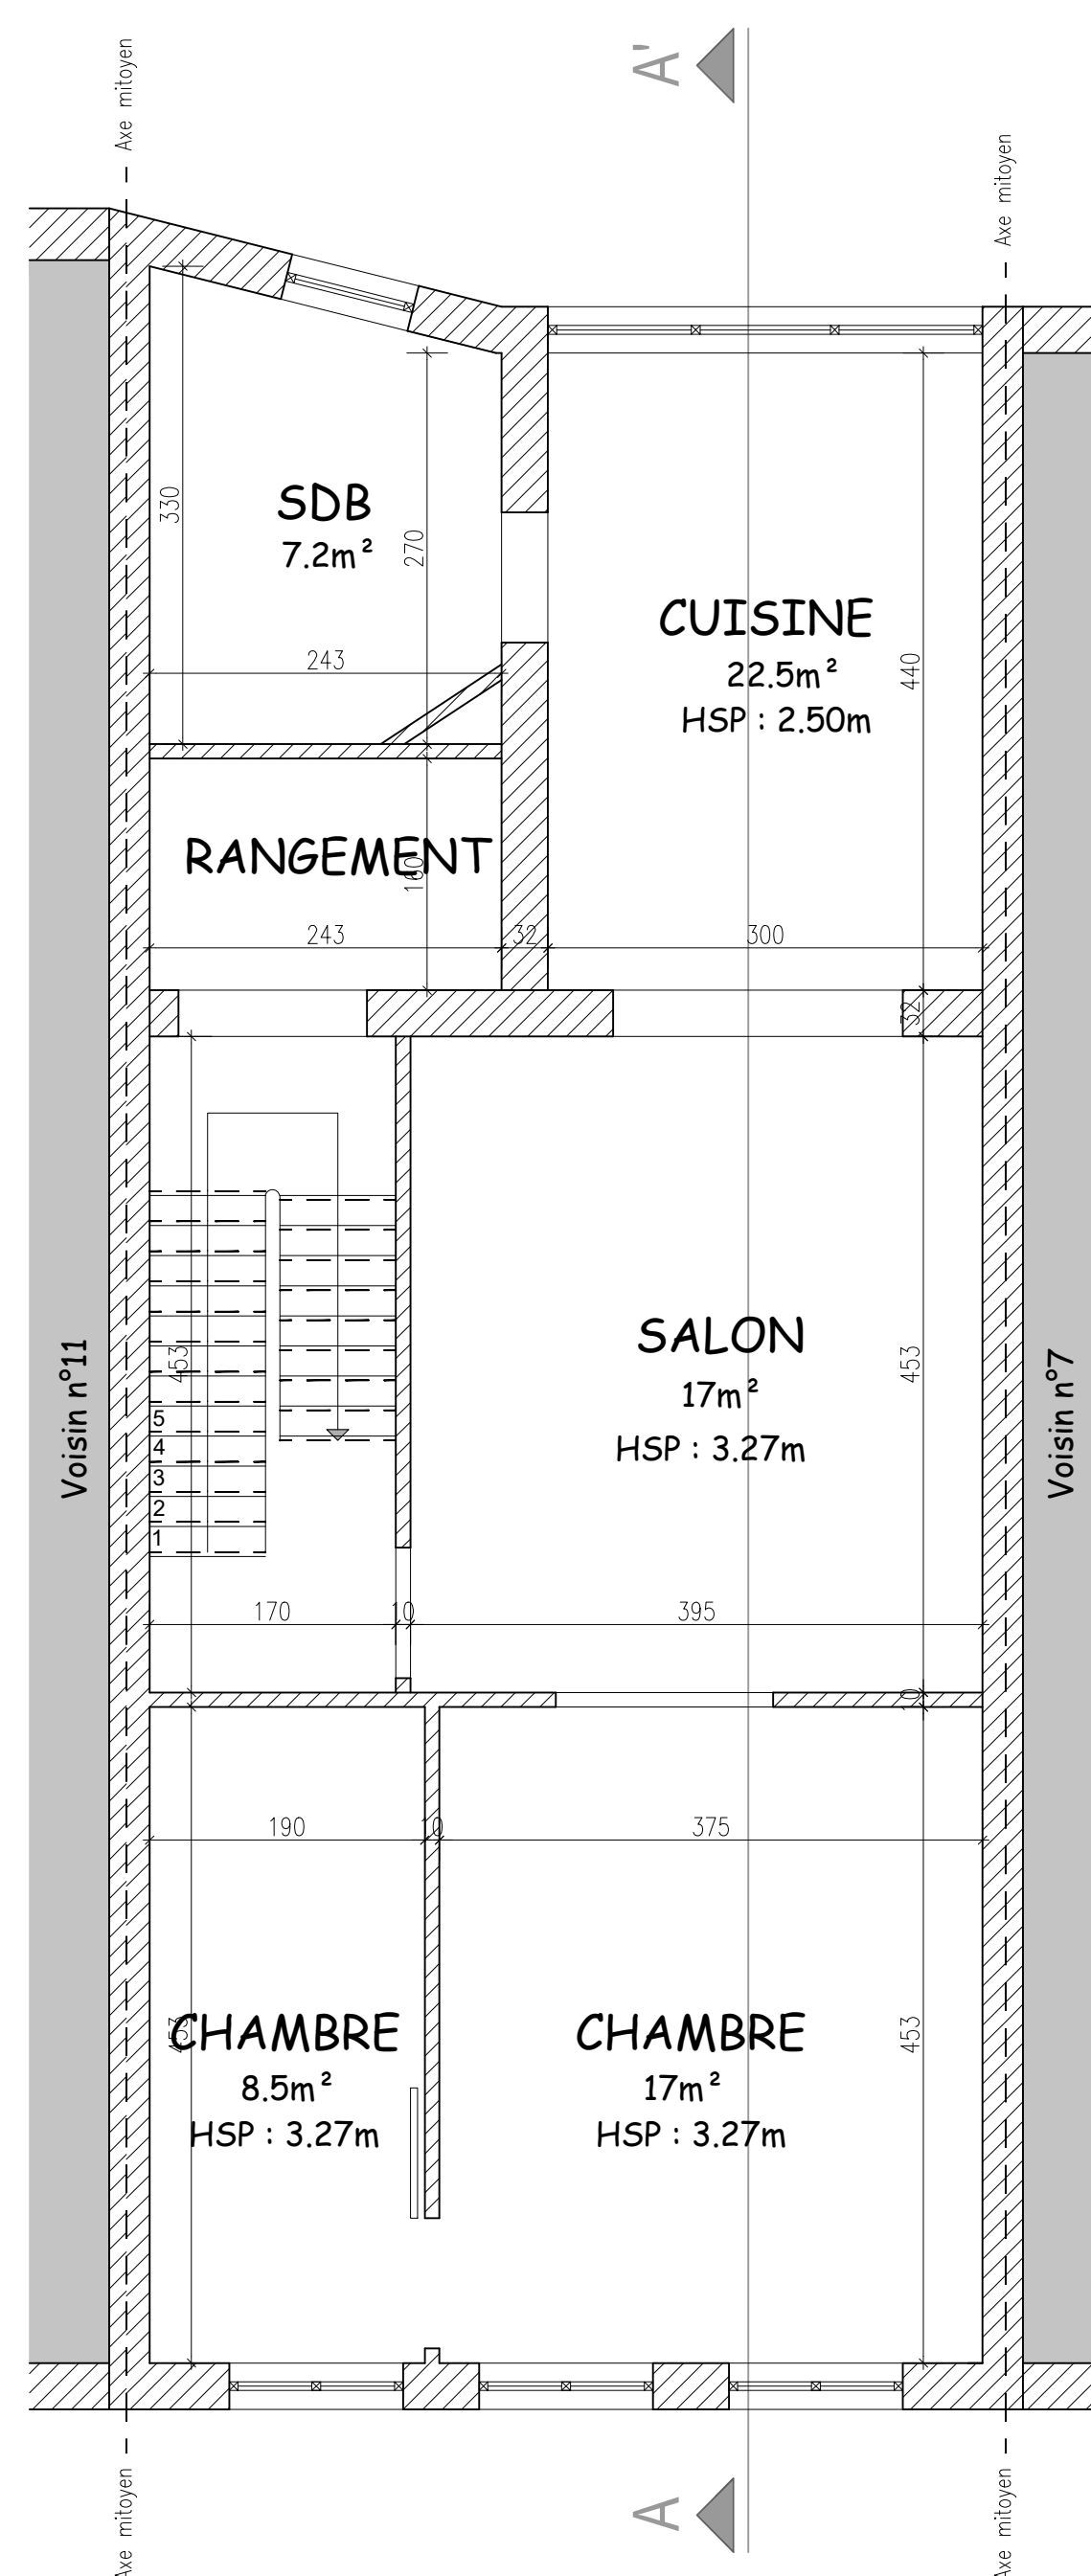 Axe mitoyen
A'
Axe mitoyen
SDB
7.2m²
330
270
243
CUISINE
22.5m²
HSP : 2.50m
440
RANGEMENT
160
243
32
300
32
453
5
4
3
2
1
SALON
17m²
HSP : 3.27m
453
Voisin n°11
Voisin n°7
170
10
395
10
190
10
375
CHAMBRE
8.5m²
HSP : 3.27m
453
CHAMBRE
17m²
HSP : 3.27m
453
A
Axe mitoyen
Axe mitoyen